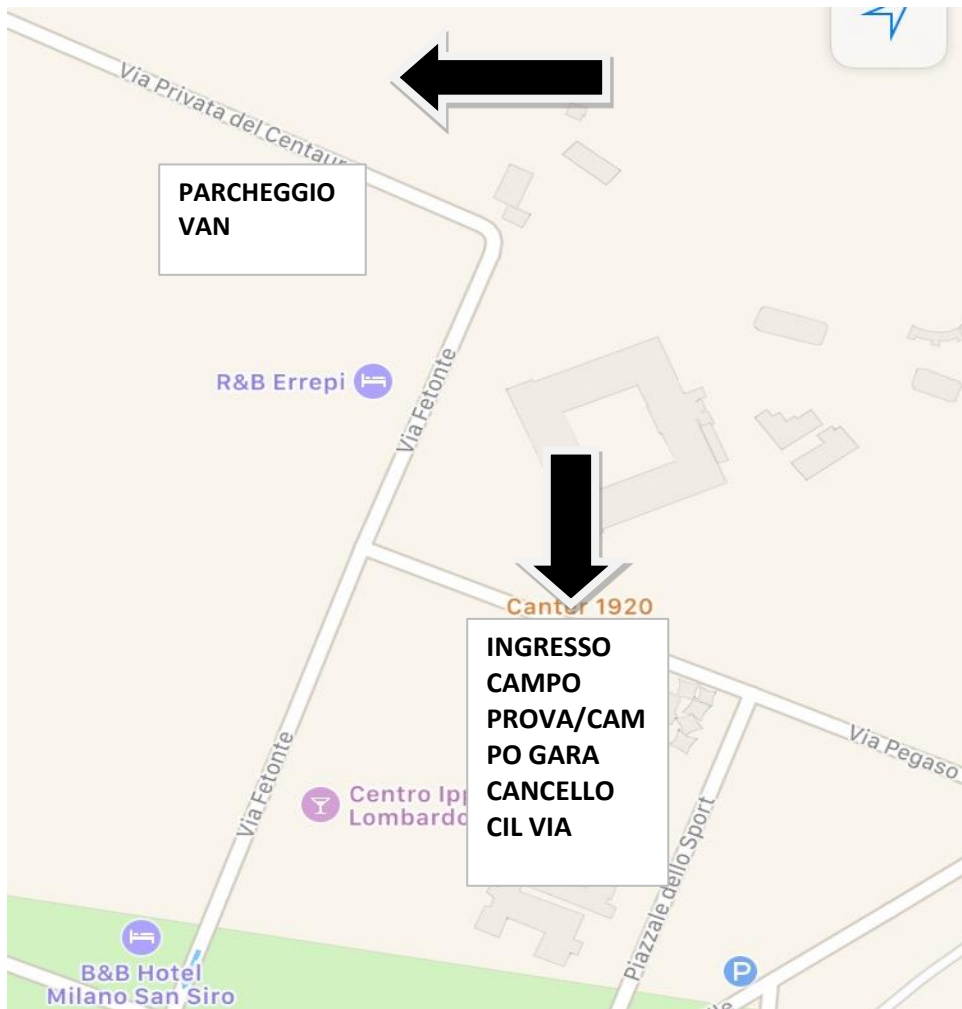 Via Privata del Centaur
PARCHEGGIO
VAN
R&B Errepi
Via Fetonte
Canter 1920
INGRESSO
CAMPO
PROVA/CAM
PO GARA
CANCELLO
CIL VIA
Via Pegaso
Via Fetonte
Centro Ipp
Lombardo
Piazzale dello Sport
P
B&B Hotel
Milano San Siro